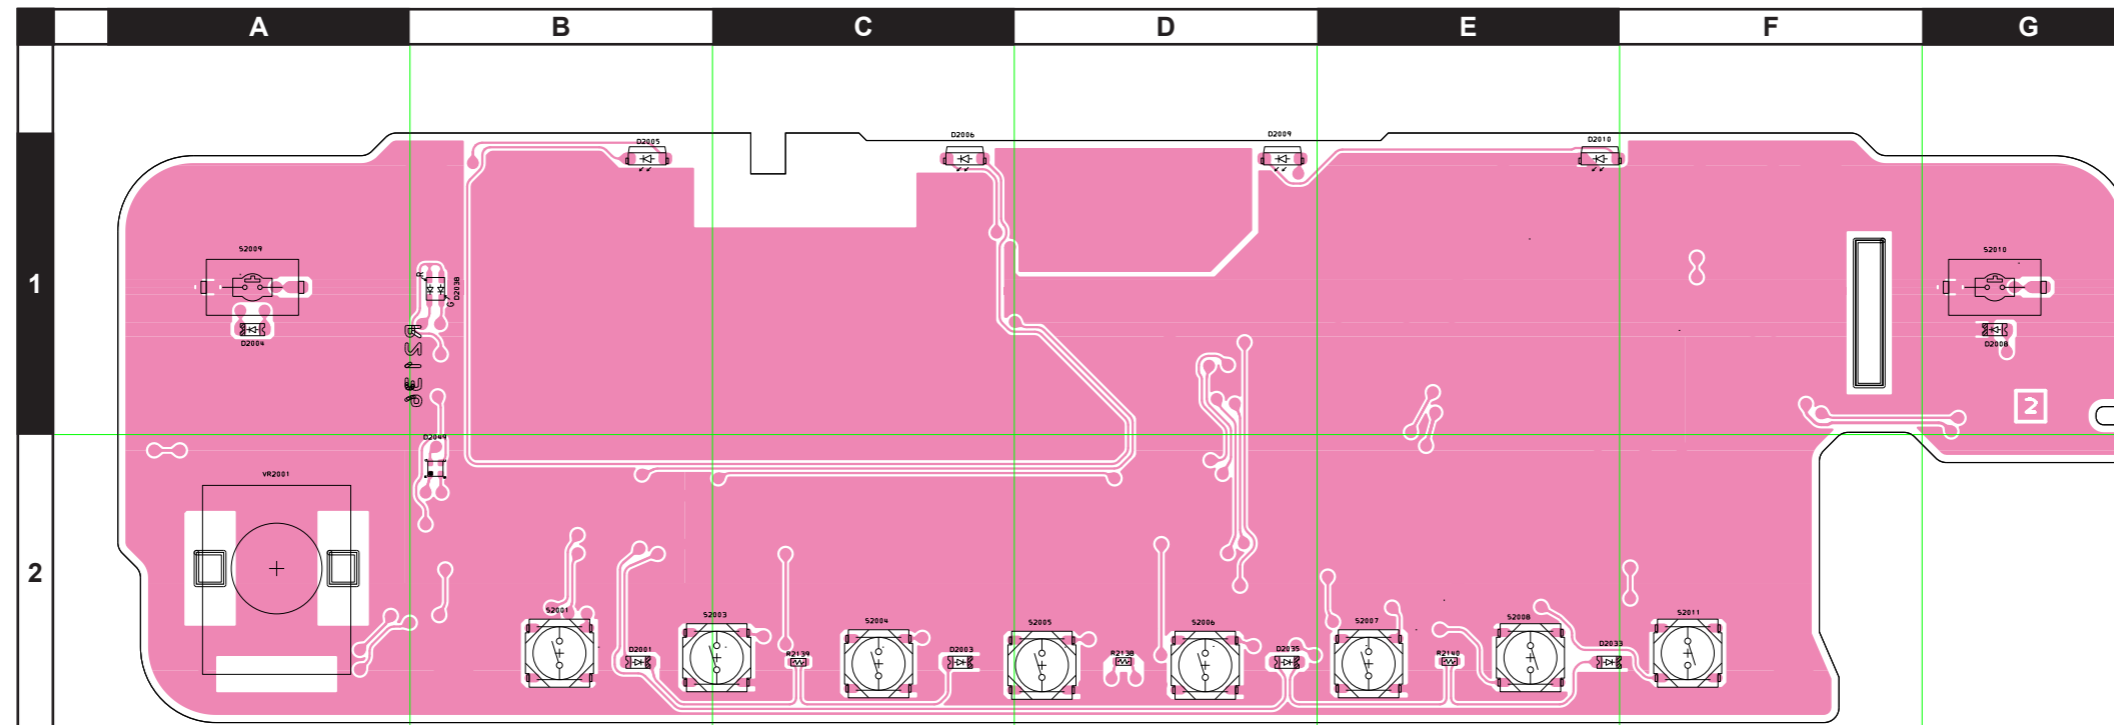 A B C D E F G
D2005 D2006 D2009 D2010
1
S2009 S2010
R
D2038
G
D2004 D2008
2
D2049
VR2001
2
S2001 S2003 S2004 S2005 S2006 S2007 S2008 S2011
D2001 R2139 D2003 R2138 D2035 R2140 D2033